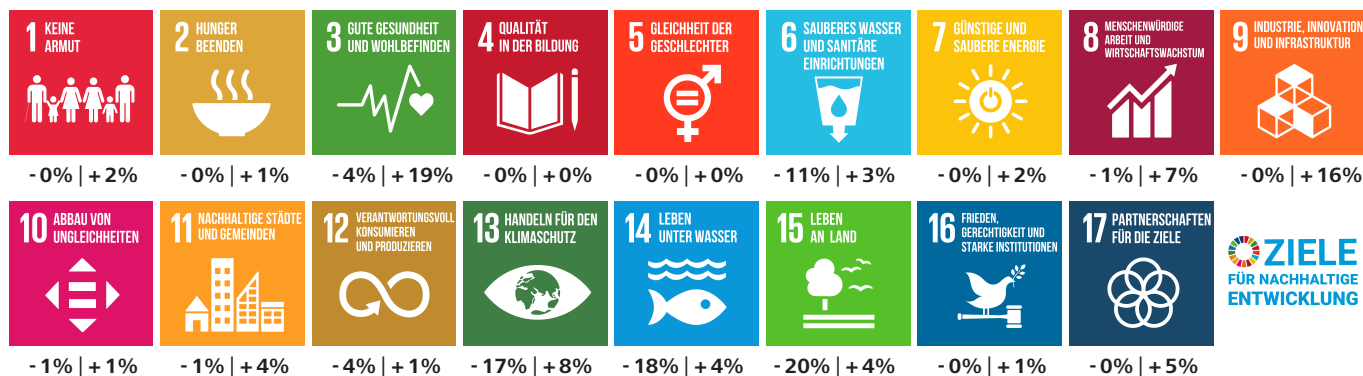 1 KEINE
ARMUT
2 HUNGER
BEENDEN
3 GUTE GESUNDHEIT
UND WOHLBEFINDEN
4 QUALITÄT
IN DER BILDUNG
5 GLEICHHEIT DER
GESCHLECHTER
6 SAUBERES WASSER
UND SANITÄRE
EINRICHTUNGEN
7 GÜNSTIGE UND
SAUBERE ENERGIE
8 MENSCHENWÜRDIGE
ARBEIT UND
WIRTSCHAFTSWACHSTUM
9 INDUSTRIE, INNOVATION
UND INFRASTRUKTUR
-0% | +2%
-0% | +1%
-4% | +19%
-0% | +0%
-0% | +0%
-11% | +3%
-0% | +2%
-1% | +7%
-0% | +16%
10 ABBAU VON
UNGLEICHHEITEN
11 NACHHALTIGE STÄDTE
UND GEMEINDEN
12 VERANTWORTUNGSVOLL
KONSUMIEREN
UND PRODUZIEREN
13 HANDELN FÜR DEN
KLIMASCHUTZ
14 LEBEN
UNTER WASSER
15 LEBEN
AN LAND
16 FRIEDEN,
GERECHTIGKEIT UND
STARKE INSTITUTIONEN
17 PARTNERSCHAFTEN
FÜR DIE ZIELE
ZIELE
FÜR NACHHALTIGE
ENTWICKLUNG
-1% | +1%
-1% | +4%
-4% | +1%
-17% | +8%
-18% | +4%
-20% | +4%
-0% | +1%
-0% | +5%